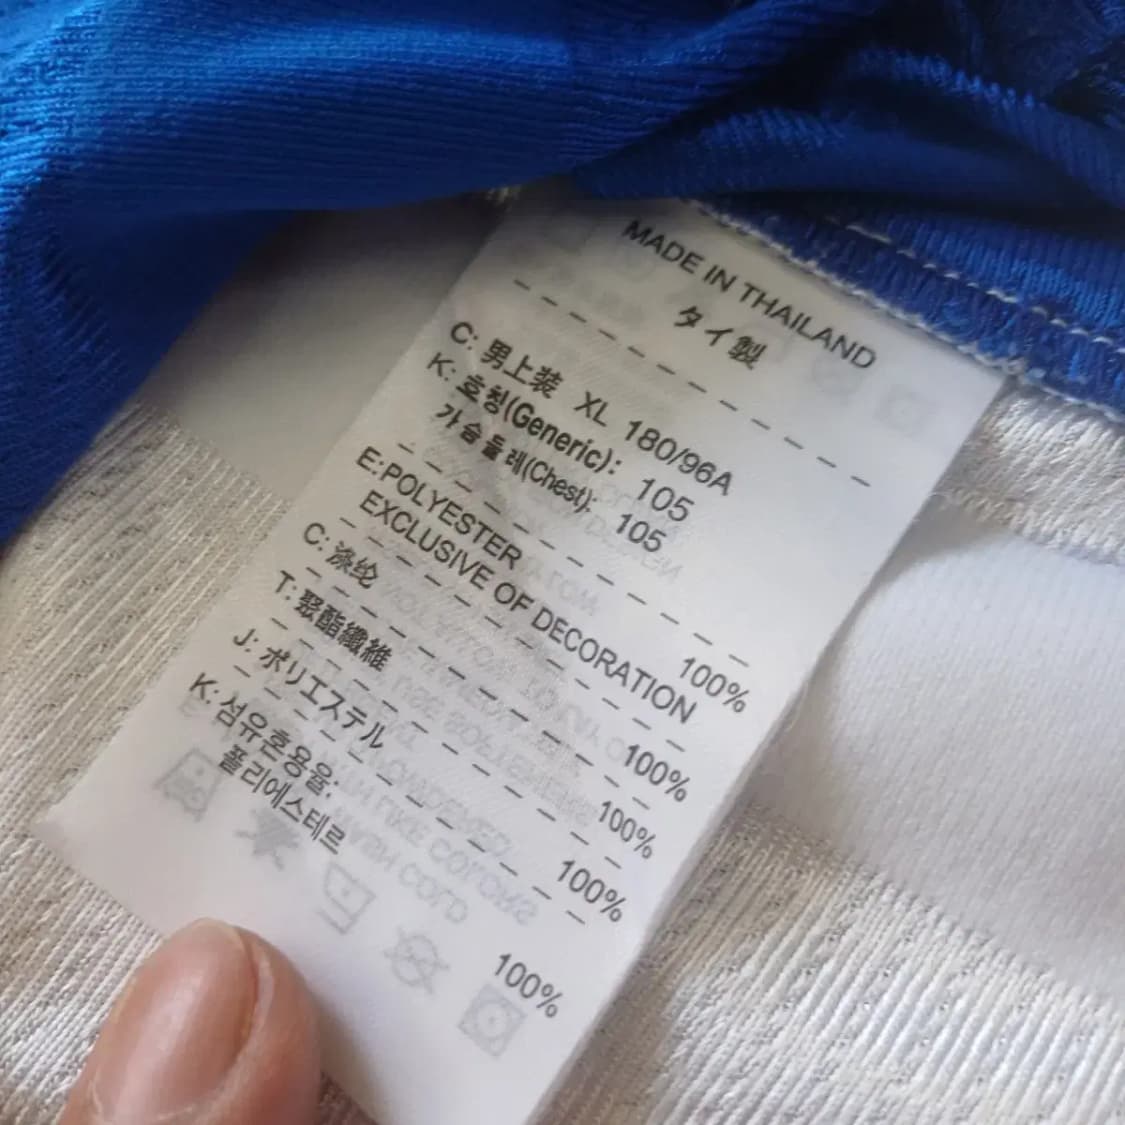 MADE IN THAILAND
タイ製
C: 男上装 XL 180/96A
K: 호칭(Generic): 105
가슴둘레(Chest): 105
E:POLYESTER 100%
EXCLUSIVE OF DECORATION
C: 涤纶 100%
T: 聚酯纖維 100%
J: ポリエステル 100%
K: 섬유혼용율:
폴리에스테르 100%